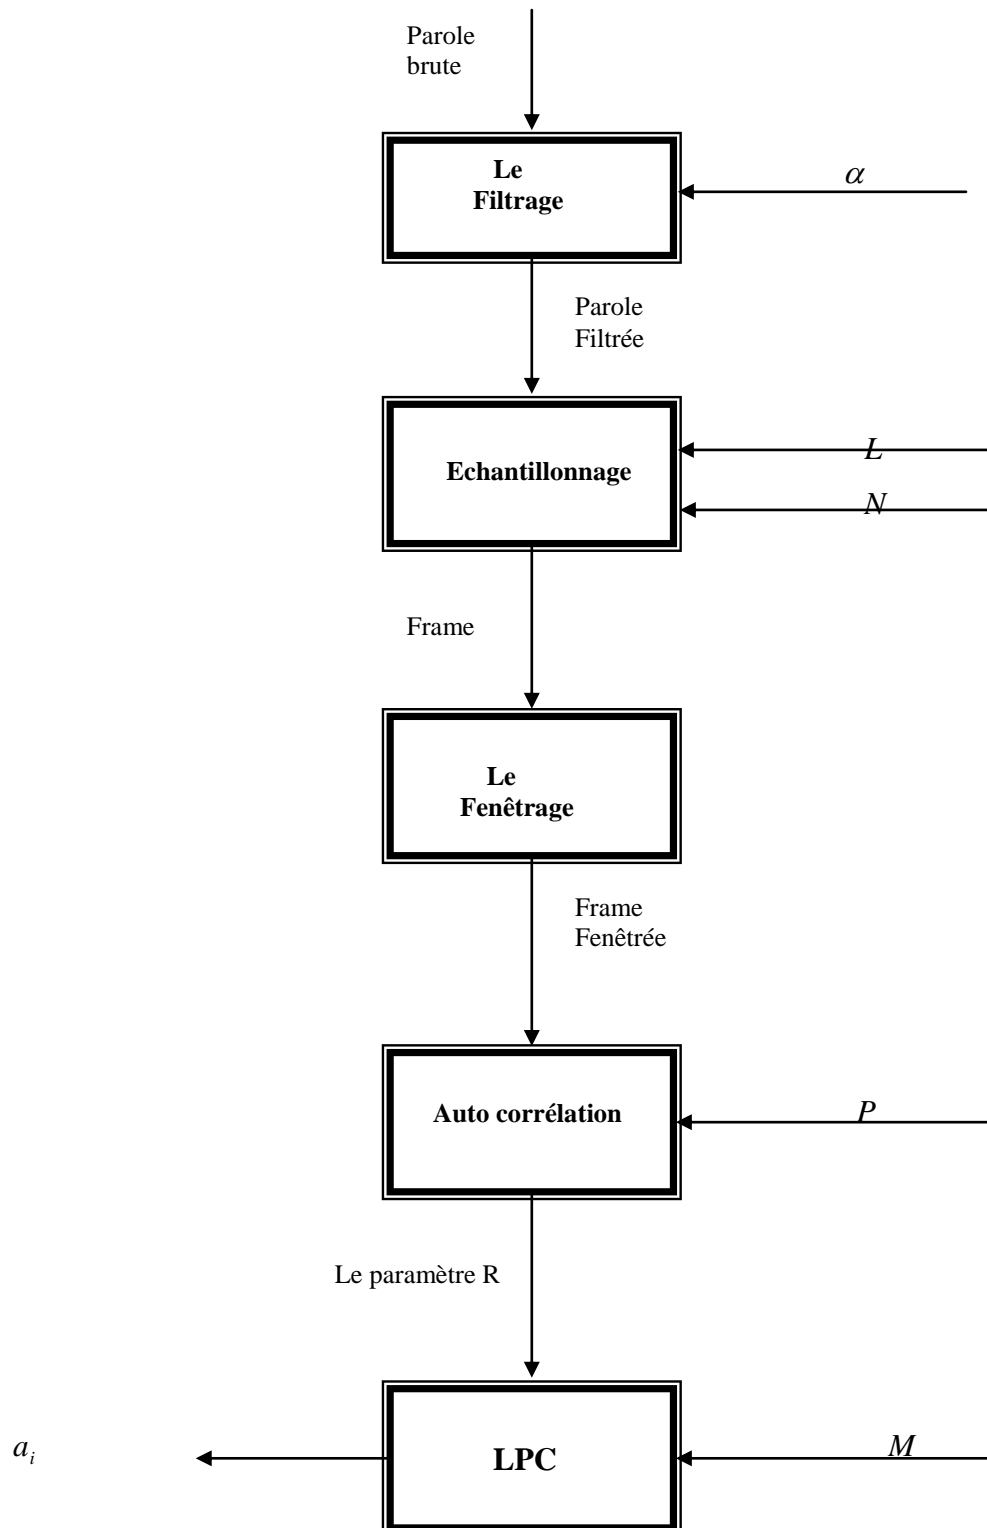 Parole
brute
Le
Filtrage
α
Parole
Filtrée
Echantillonnage
L
N
Frame
Le
Fenêtrage
Frame
Fenêtrée
Auto corrélation
P
Le paramètre R
LPC
M
a_i